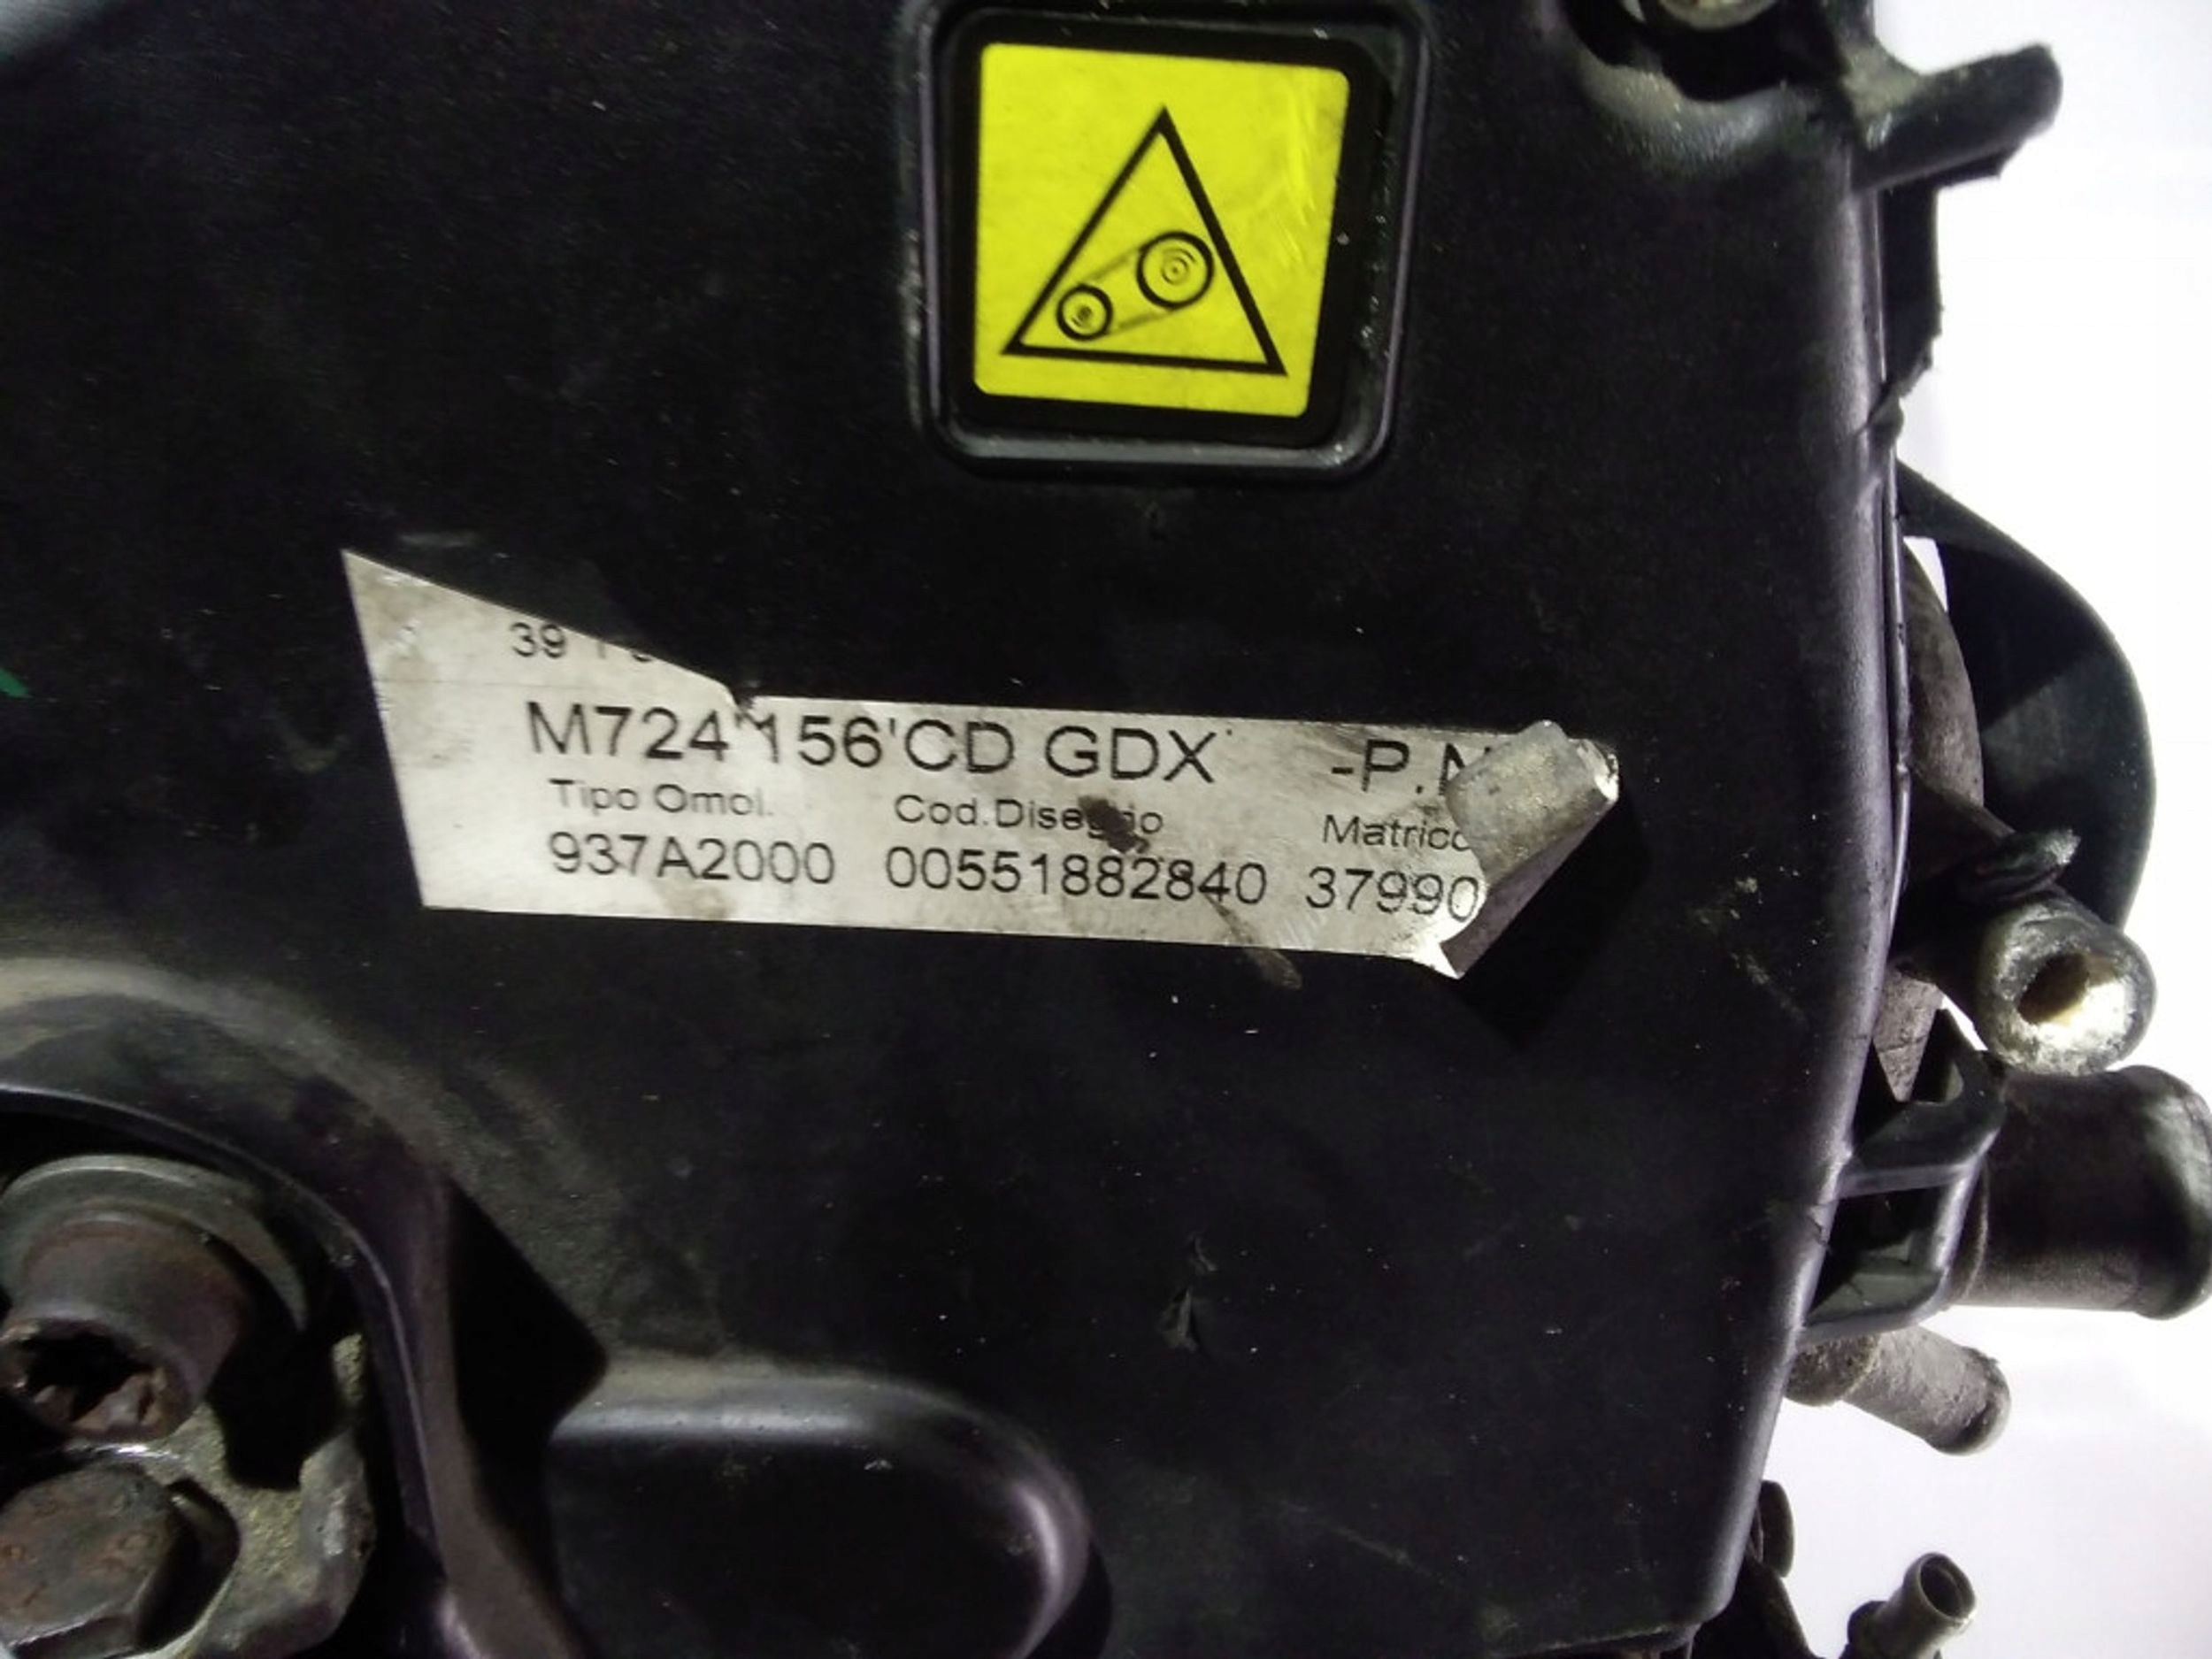 39
M724'156'CD GDX -P.N
Tipo Omol. Cod.Disegno Matrico
937A2000 00551882840 37990